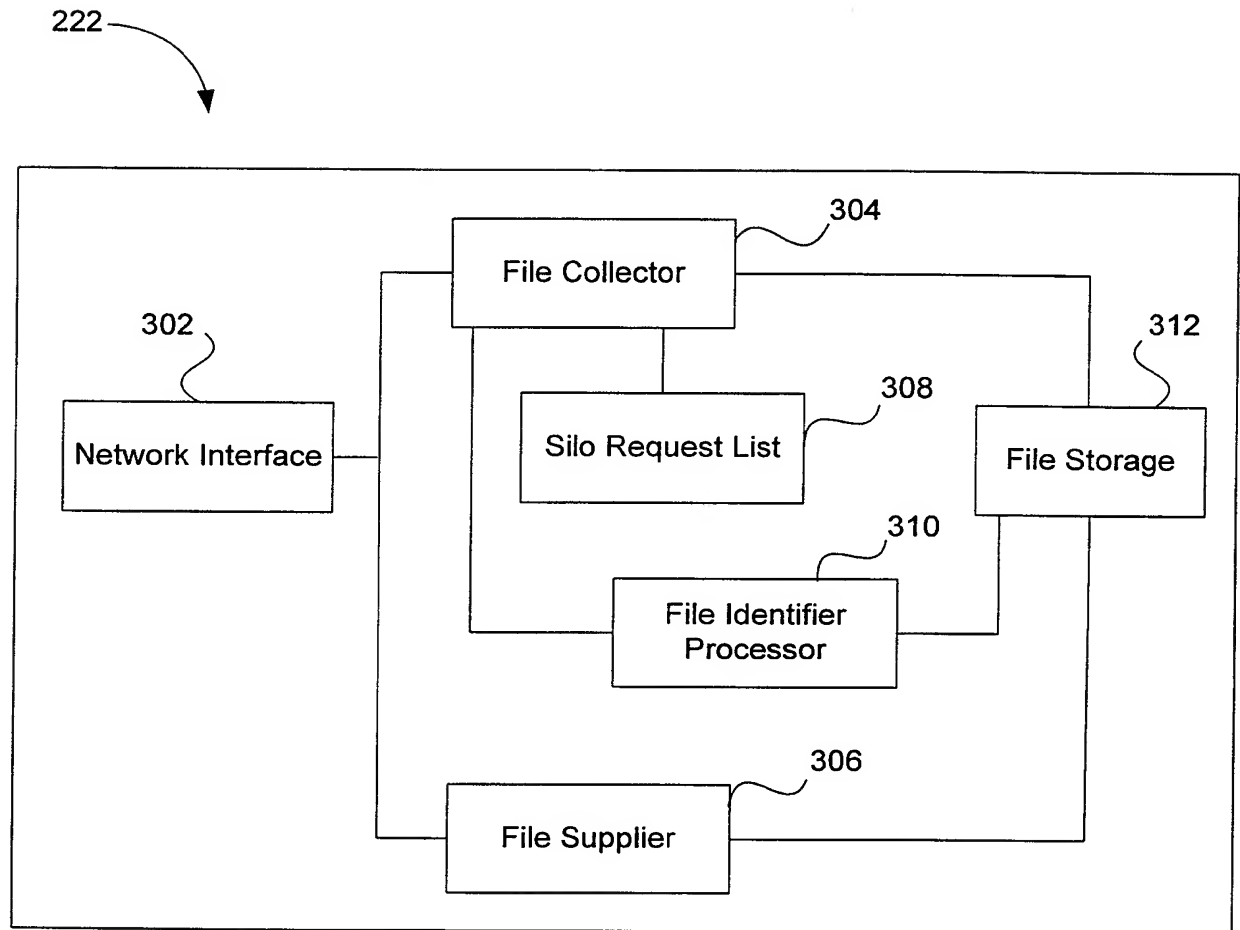 222
304
File Collector
302
312
308
Network Interface
Silo Request List
File Storage
310
File Identifier
Processor
306
File Supplier